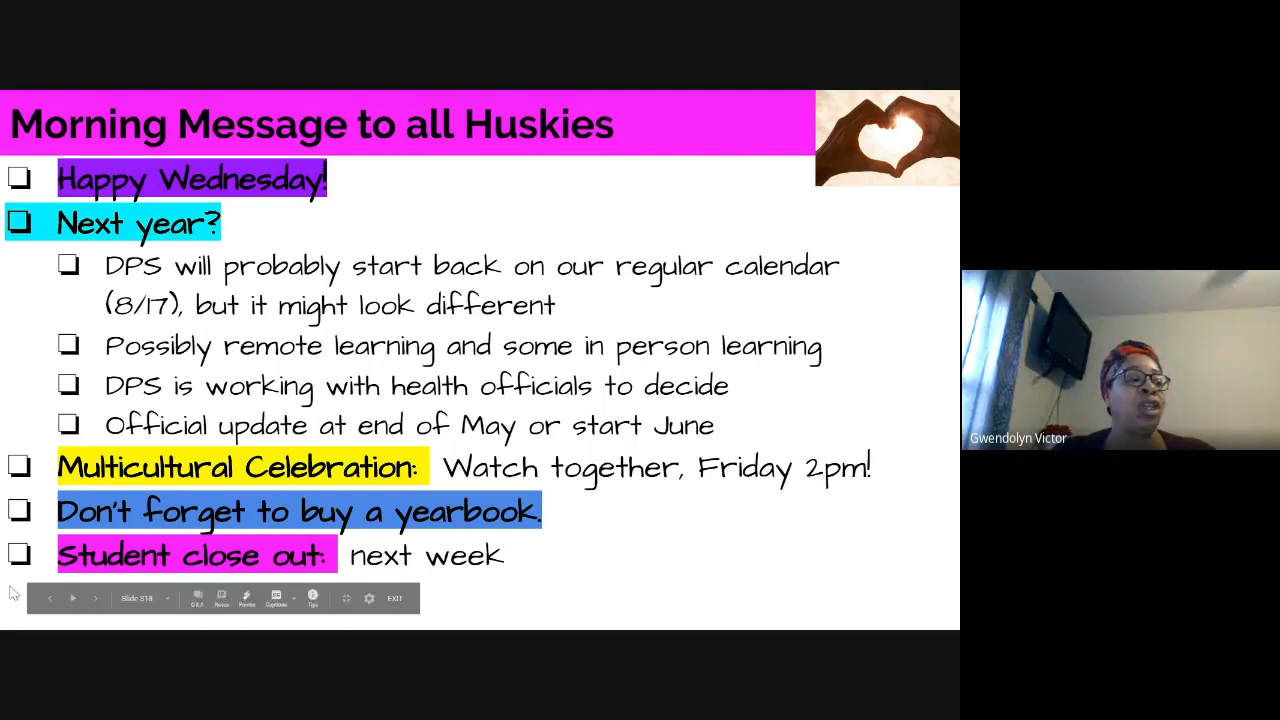 Morning Message to all Huskies
Happy Wednesday!
Next year?
DPS will probably start back on our regular calendar
(8/17), but it might look different
Possibly remote learning and some in person learning
DPS is working with health officials to decide
Official update at end of May or start June
Multicultural Celebration: Watch together, Friday 2pm!
Don't forget to buy a yearbook.
Student close out: next week
Slide 318
Q&A Notes Pointer Captions Tips EXIT
Gwendolyn Victor